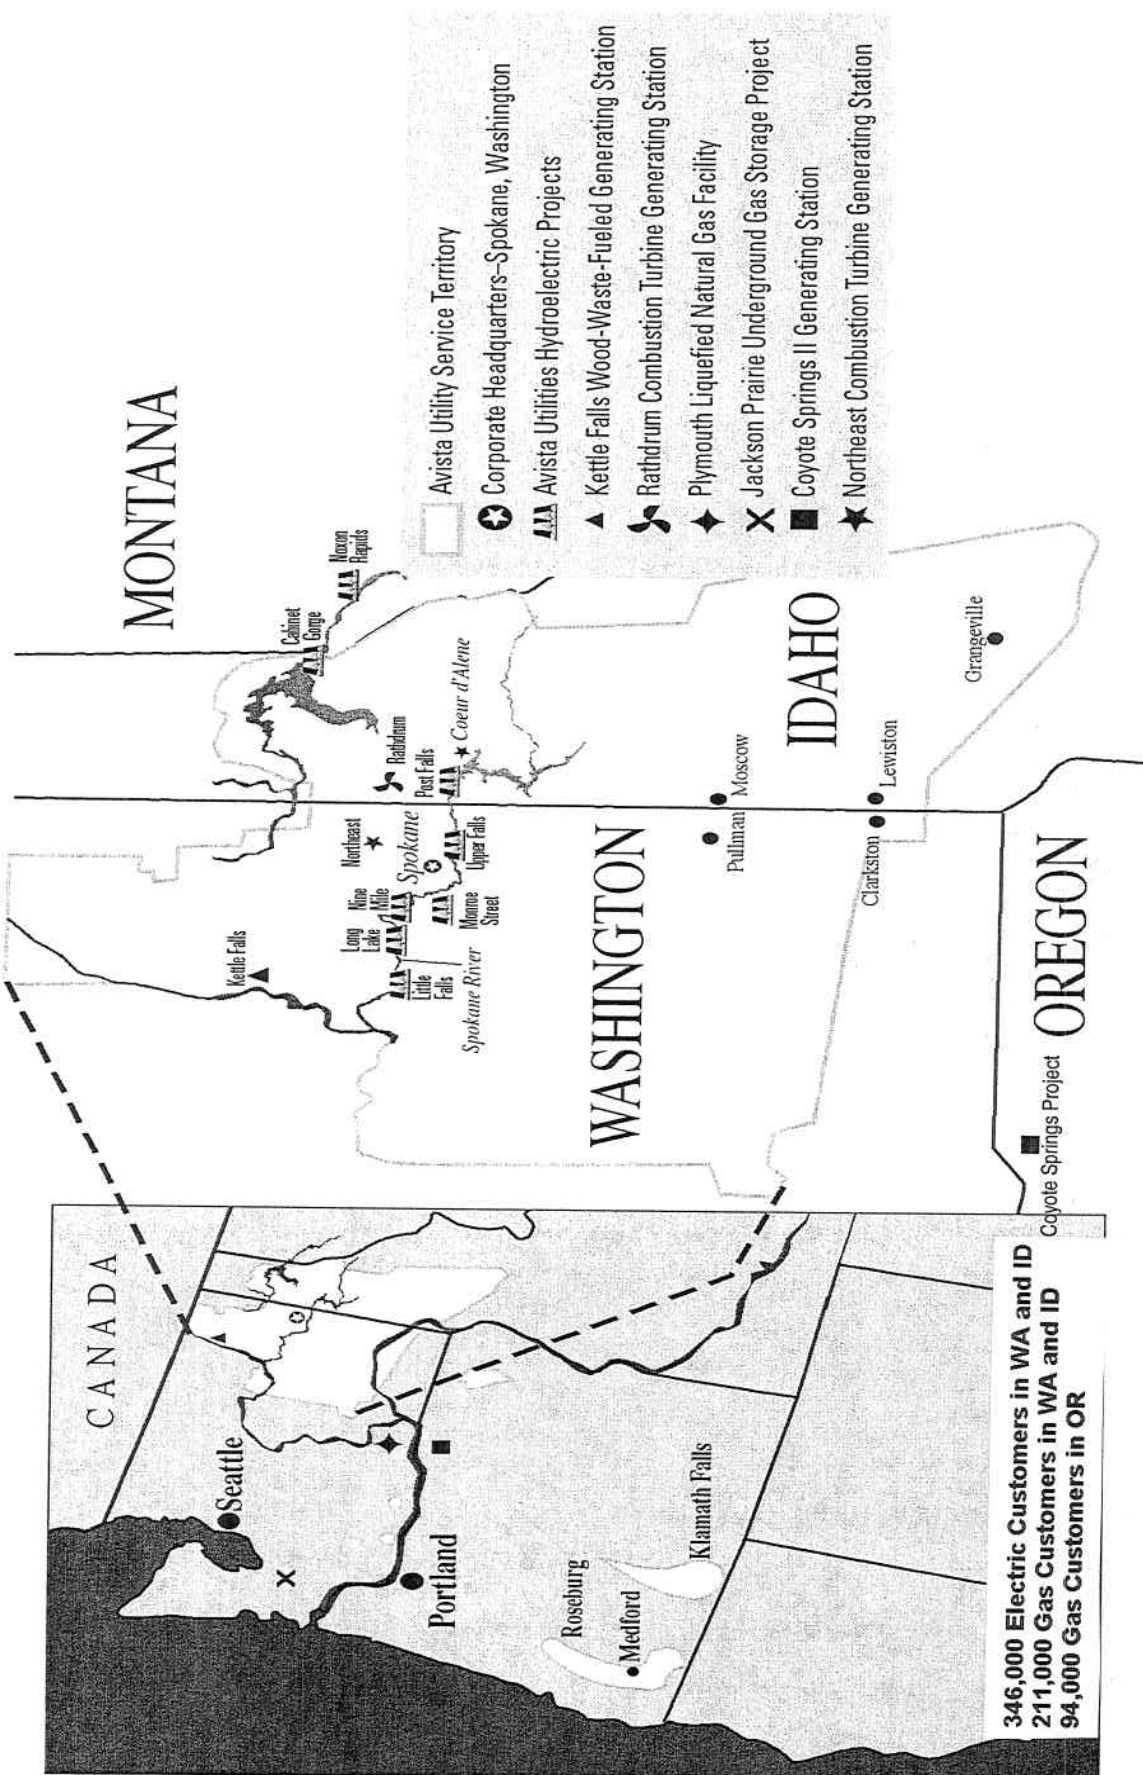 CANADA
Seattle
Portland
Roseburg
Medford
Klamath Falls
346,000 Electric Customers in WA and ID
211,000 Gas Customers in WA and ID
94,000 Gas Customers in OR
MONTANA
WASHINGTON
IDAHO
OREGON
Kettle Falls
Northeast
Rathdrum
Cabinet
Gorge
Noxon
Rapids
Long
Lake
Nine
Mile
Spokane
Post Falls
Coeur d'Alene
Little
Falls
Spokane River
Monroe
Street
Upper Falls
Pullman
Moscow
Clarkston
Lewiston
Grangeville
Coyote Springs Project
Avista Utility Service Territory
Corporate Headquarters–Spokane, Washington
Avista Utilities Hydroelectric Projects
Kettle Falls Wood-Waste-Fueled Generating Station
Rathdrum Combustion Turbine Generating Station
Plymouth Liquefied Natural Gas Facility
Jackson Prairie Underground Gas Storage Project
Coyote Springs II Generating Station
Northeast Combustion Turbine Generating Station